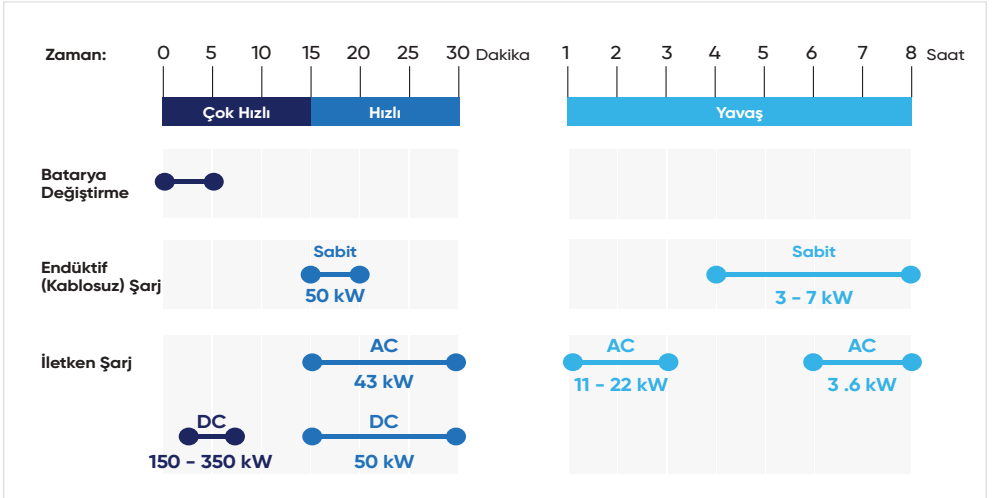 Zaman: 0 5 10 15 20 25 30 Dakika 1 2 3 4 5 6 7 8 Saat
Çok Hızlı Hızlı Yavaş
Batarya
Değiştirme
Endüktif
(Kablosuz) Şarj
Sabit
50 kW
Sabit
3 - 7 kW
İletken Şarj
AC
43 kW
AC
11 - 22 kW
AC
3 .6 kW
DC
150 - 350 kW
DC
50 kW